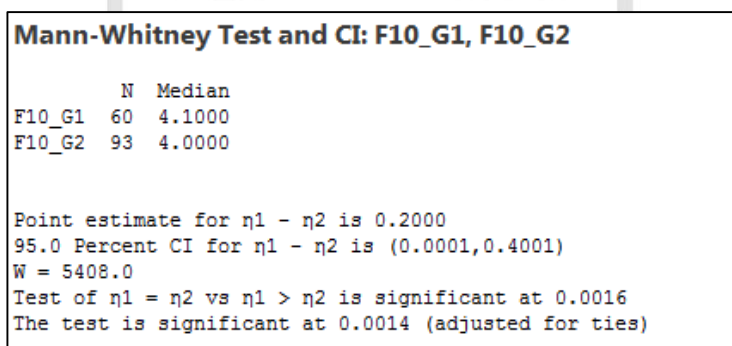 Mann-Whitney Test and CI: F10_G1, F10_G2
N Median
F10_G1 60 4.1000
F10_G2 93 4.0000
Point estimate for η1 - η2 is 0.2000
95.0 Percent CI for η1 - η2 is (0.0001,0.4001)
W = 5408.0
Test of η1 = η2 vs η1 > η2 is significant at 0.0016
The test is significant at 0.0014 (adjusted for ties)